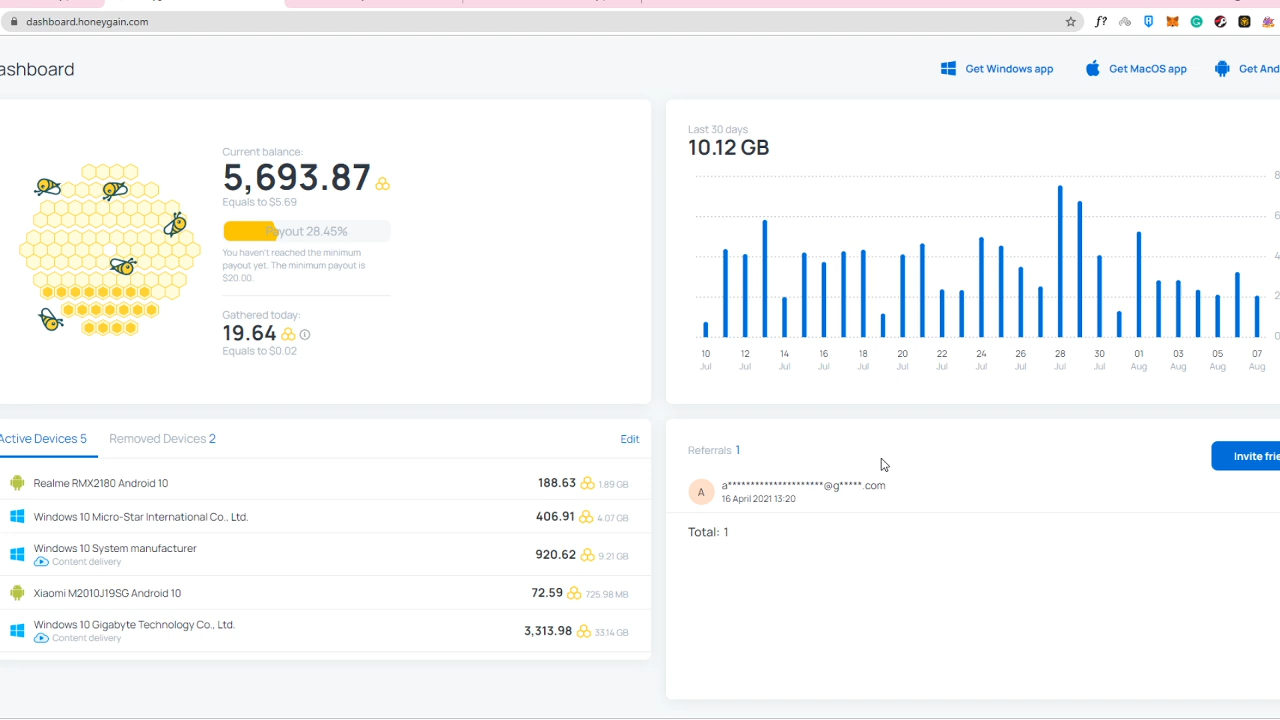 dashboard.honeygain.com
f?
ashboard
Get Windows app
Get MacOS app
Get And
Current balance:
5,693.87
Equals to $5.69
Payout 28.45%
You haven't reached the minimum
payout yet. The minimum payout is
$20.00.
Gathered today:
19.64
Equals to $0.02
Last 30 days
10.12 GB
8
6
4
2
0
10 12 14 16 18 20 22 24 26 28 30 01 03 05 07
Jul Jul Jul Jul Jul Jul Jul Jul Jul Jul Jul Aug Aug Aug Aug
Active Devices 5
Removed Devices 2
Edit
Realme RMX2180 Android 10 188.63 1.89 GB
Windows 10 Micro-Star International Co., Ltd. 406.91 4.07 GB
Windows 10 System manufacturer 920.62 9.21 GB
Content delivery
Xiaomi M2010J19SG Android 10 72.59 725.98 MB
Windows 10 Gigabyte Technology Co., Ltd. 3,313.98 33.14 GB
Content delivery
Referrals 1
Invite frie
A
a*********************@g*****.com
16 April 2021 13:20
Total: 1